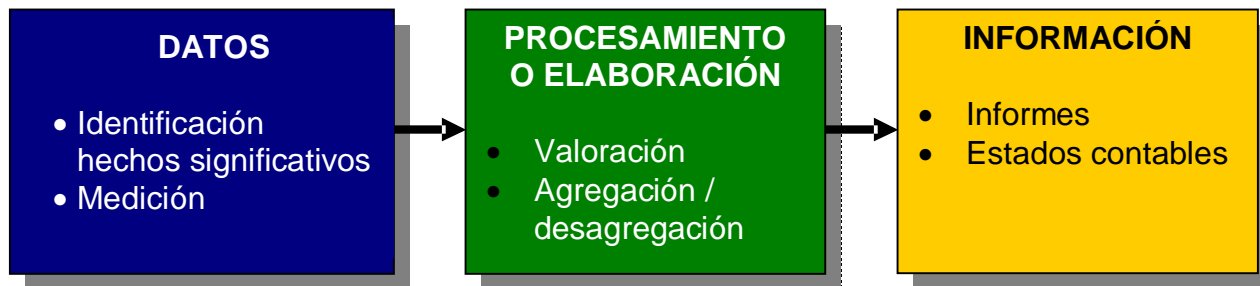 DATOS
• Identificación
hechos significativos
• Medición
PROCESAMIENTO
O ELABORACIÓN
• Valoración
• Agregación /
desagregación
INFORMACIÓN
• Informes
• Estados contables